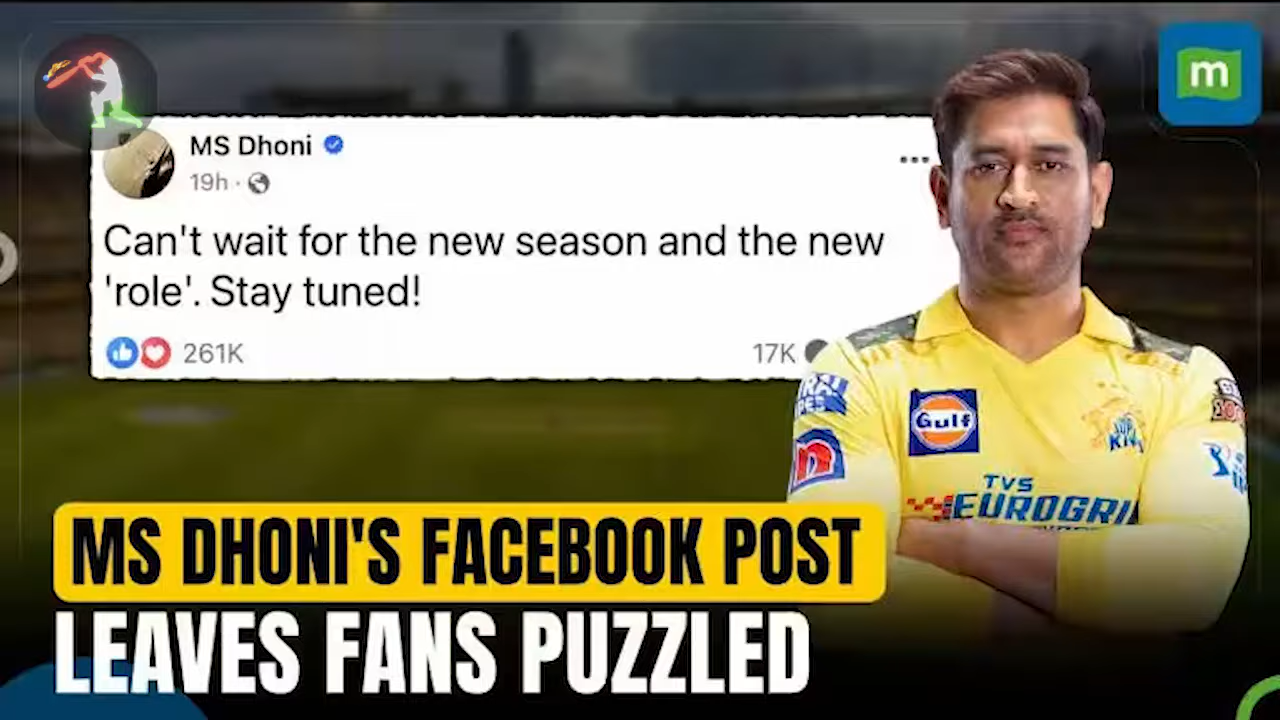 m
MS Dhoni
19h ·
Can't wait for the new season and the new
'role'. Stay tuned!
261K
17K
Gulf
TVS
EUROGRI
MS DHONI'S FACEBOOK POST
LEAVES FANS PUZZLED